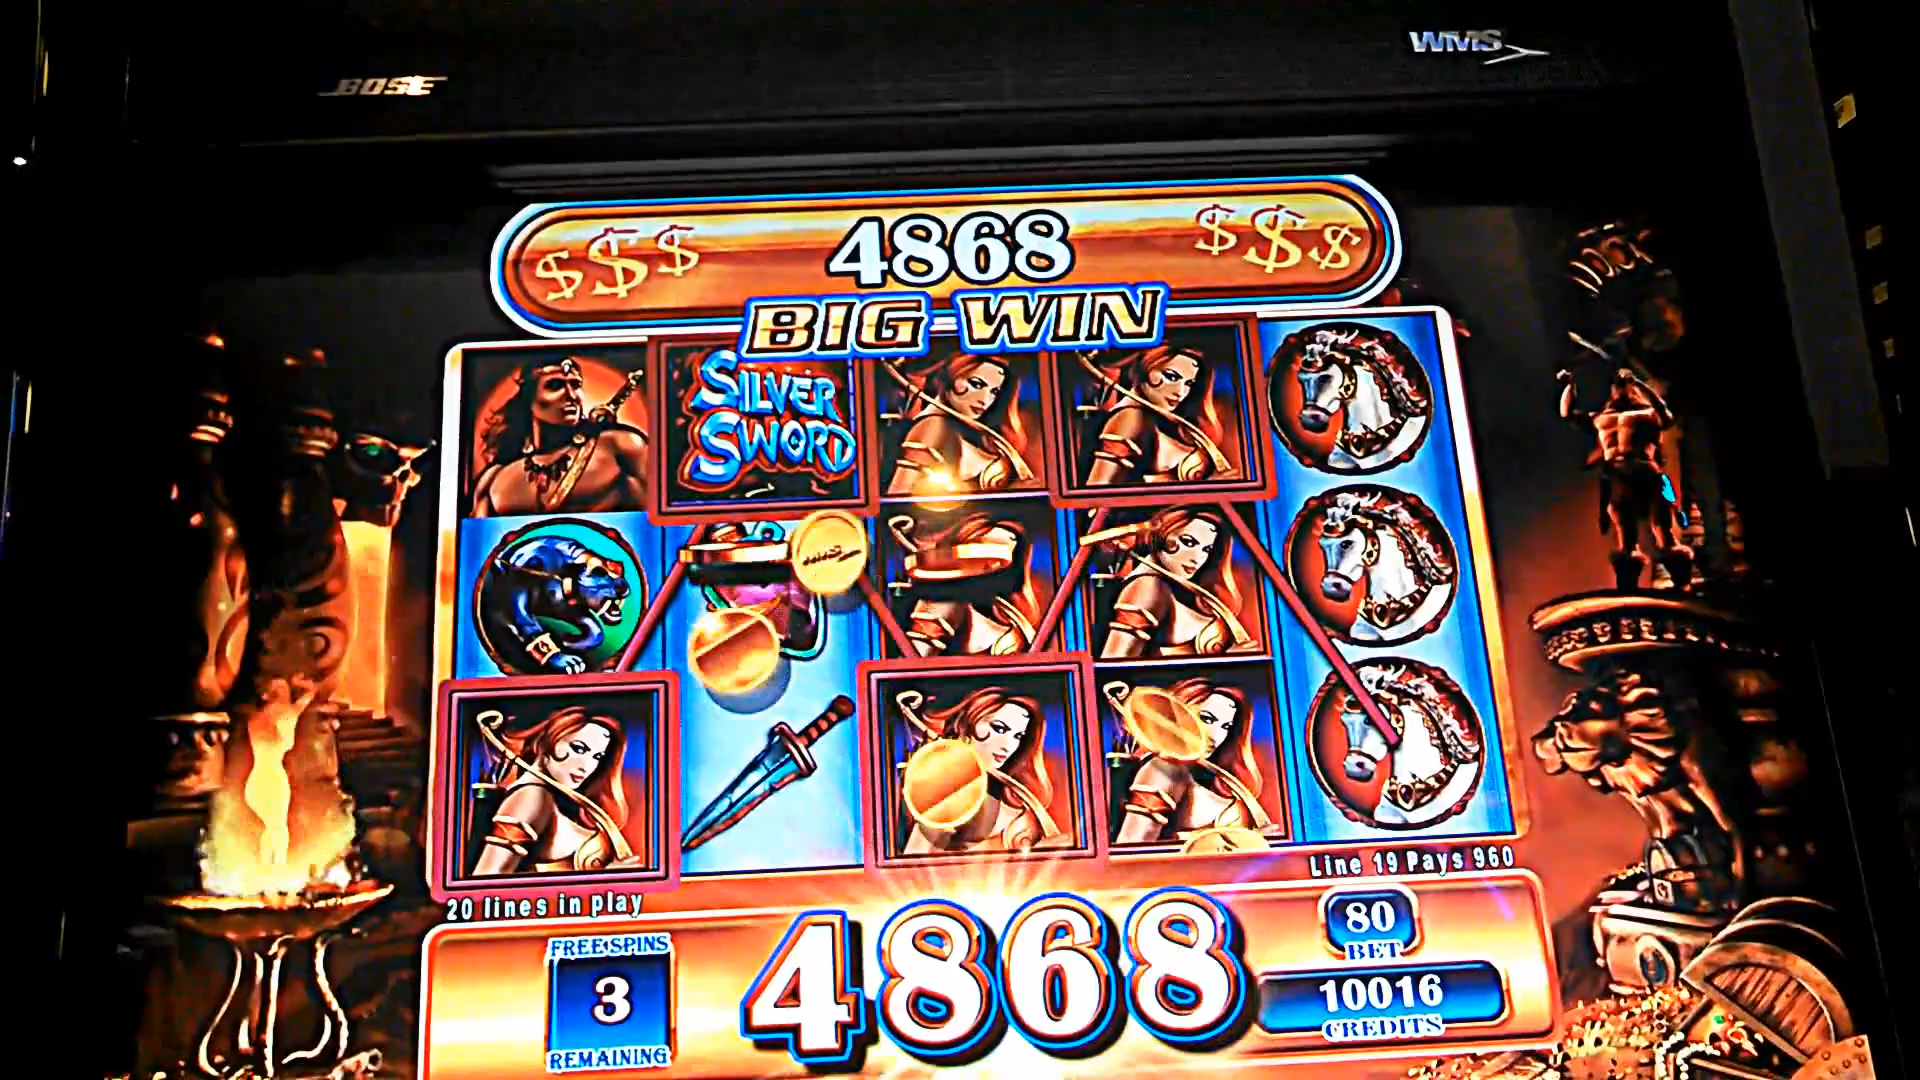 BOSE
WMS
$$$ 4868 $$$
BIG WIN
SILVER
SWORD
WMS
Line 19 Pays 960
20 lines in play
FREE SPINS
3
REMAINING
4868
80
BET
10016
CREDITS